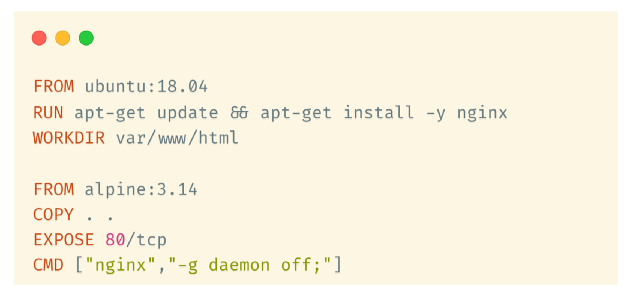 FROM ubuntu:18.04
RUN apt-get update && apt-get install -y nginx
WORKDIR var/www/html
FROM alpine:3.14
COPY . .
EXPOSE 80/tcp
CMD ["nginx","-g daemon off;"]